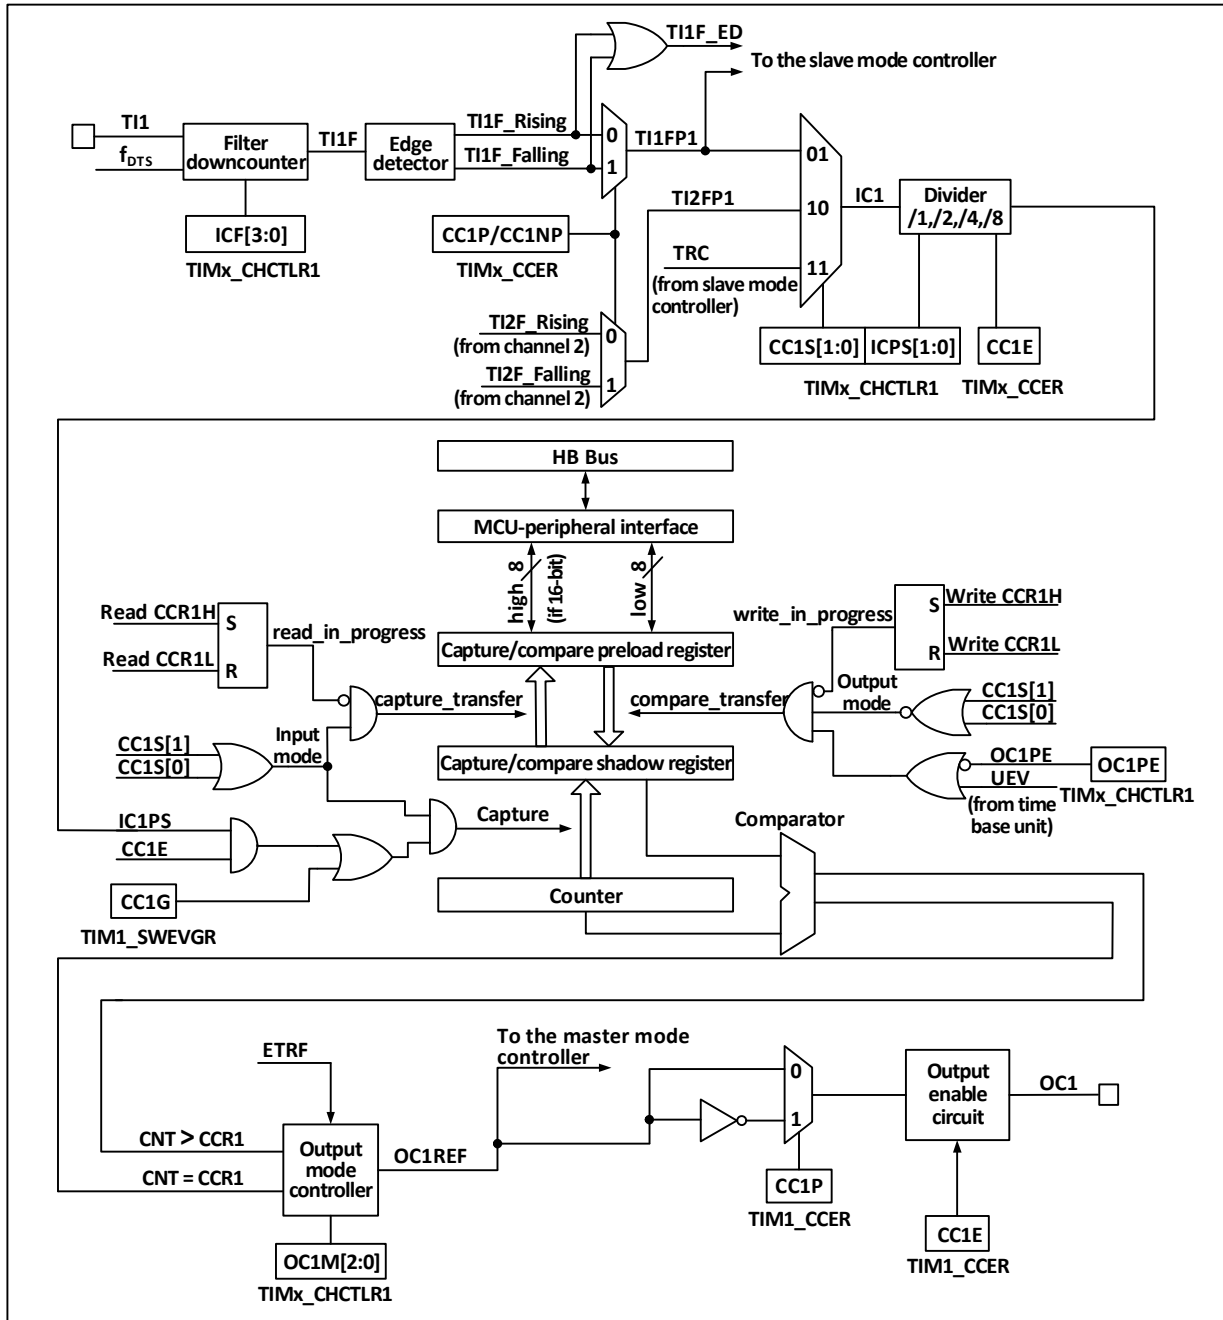 TI1F_ED
To the slave mode controller
TI1
f_DTS
Filter
downcounter
TI1F
Edge
detector
TI1F_Rising
TI1F_Falling
0
1
TI1FP1
01
10
11
TI2FP1
TRC
(from slave mode
controller)
IC1
Divider
/1,/2,/4,/8
ICF[3:0]
TIMx_CHCTLR1
CC1P/CC1NP
TIMx_CCER
TI2F_Rising
(from channel 2)
TI2F_Falling
(from channel 2)
0
1
CC1S[1:0]
ICPS[1:0]
TIMx_CHCTLR1
CC1E
TIMx_CCER
HB Bus
MCU-peripheral interface
high
8
(if 16-bit)
low
8
Read CCR1H
Read CCR1L
S
R
read_in_progress
Capture/compare preload register
write_in_progress
S
R
Write CCR1H
Write CCR1L
capture_transfer
compare_transfer
Output
mode
CC1S[1]
CC1S[0]
CC1S[1]
CC1S[0]
Input
mode
Capture/compare shadow register
OC1PE
UEV
(from time
base unit)
OC1PE
TIMx_CHCTLR1
IC1PS
CC1E
Capture
Comparator
CC1G
TIM1_SWEVGR
Counter
ETRF
To the master mode
controller
CNT > CCR1
CNT = CCR1
Output
mode
controller
OC1REF
0
1
Output
enable
circuit
OC1
CC1P
TIM1_CCER
CC1E
TIM1_CCER
OC1M[2:0]
TIMx_CHCTLR1